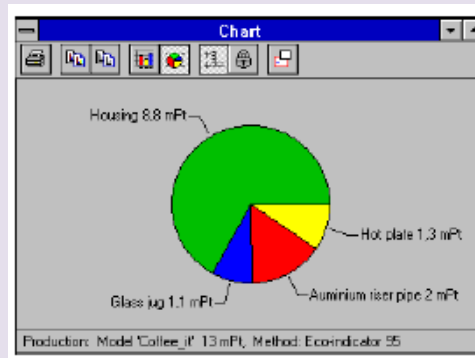 Chart
Housing 8.8 mPt
Hot plate 1,3 mPt
Auminium riser pipe 2 mPt
Glass jug 1.1 mPt
Production: Model 'Coffee_it' 13 mPt, Method: Eco-indicator 95